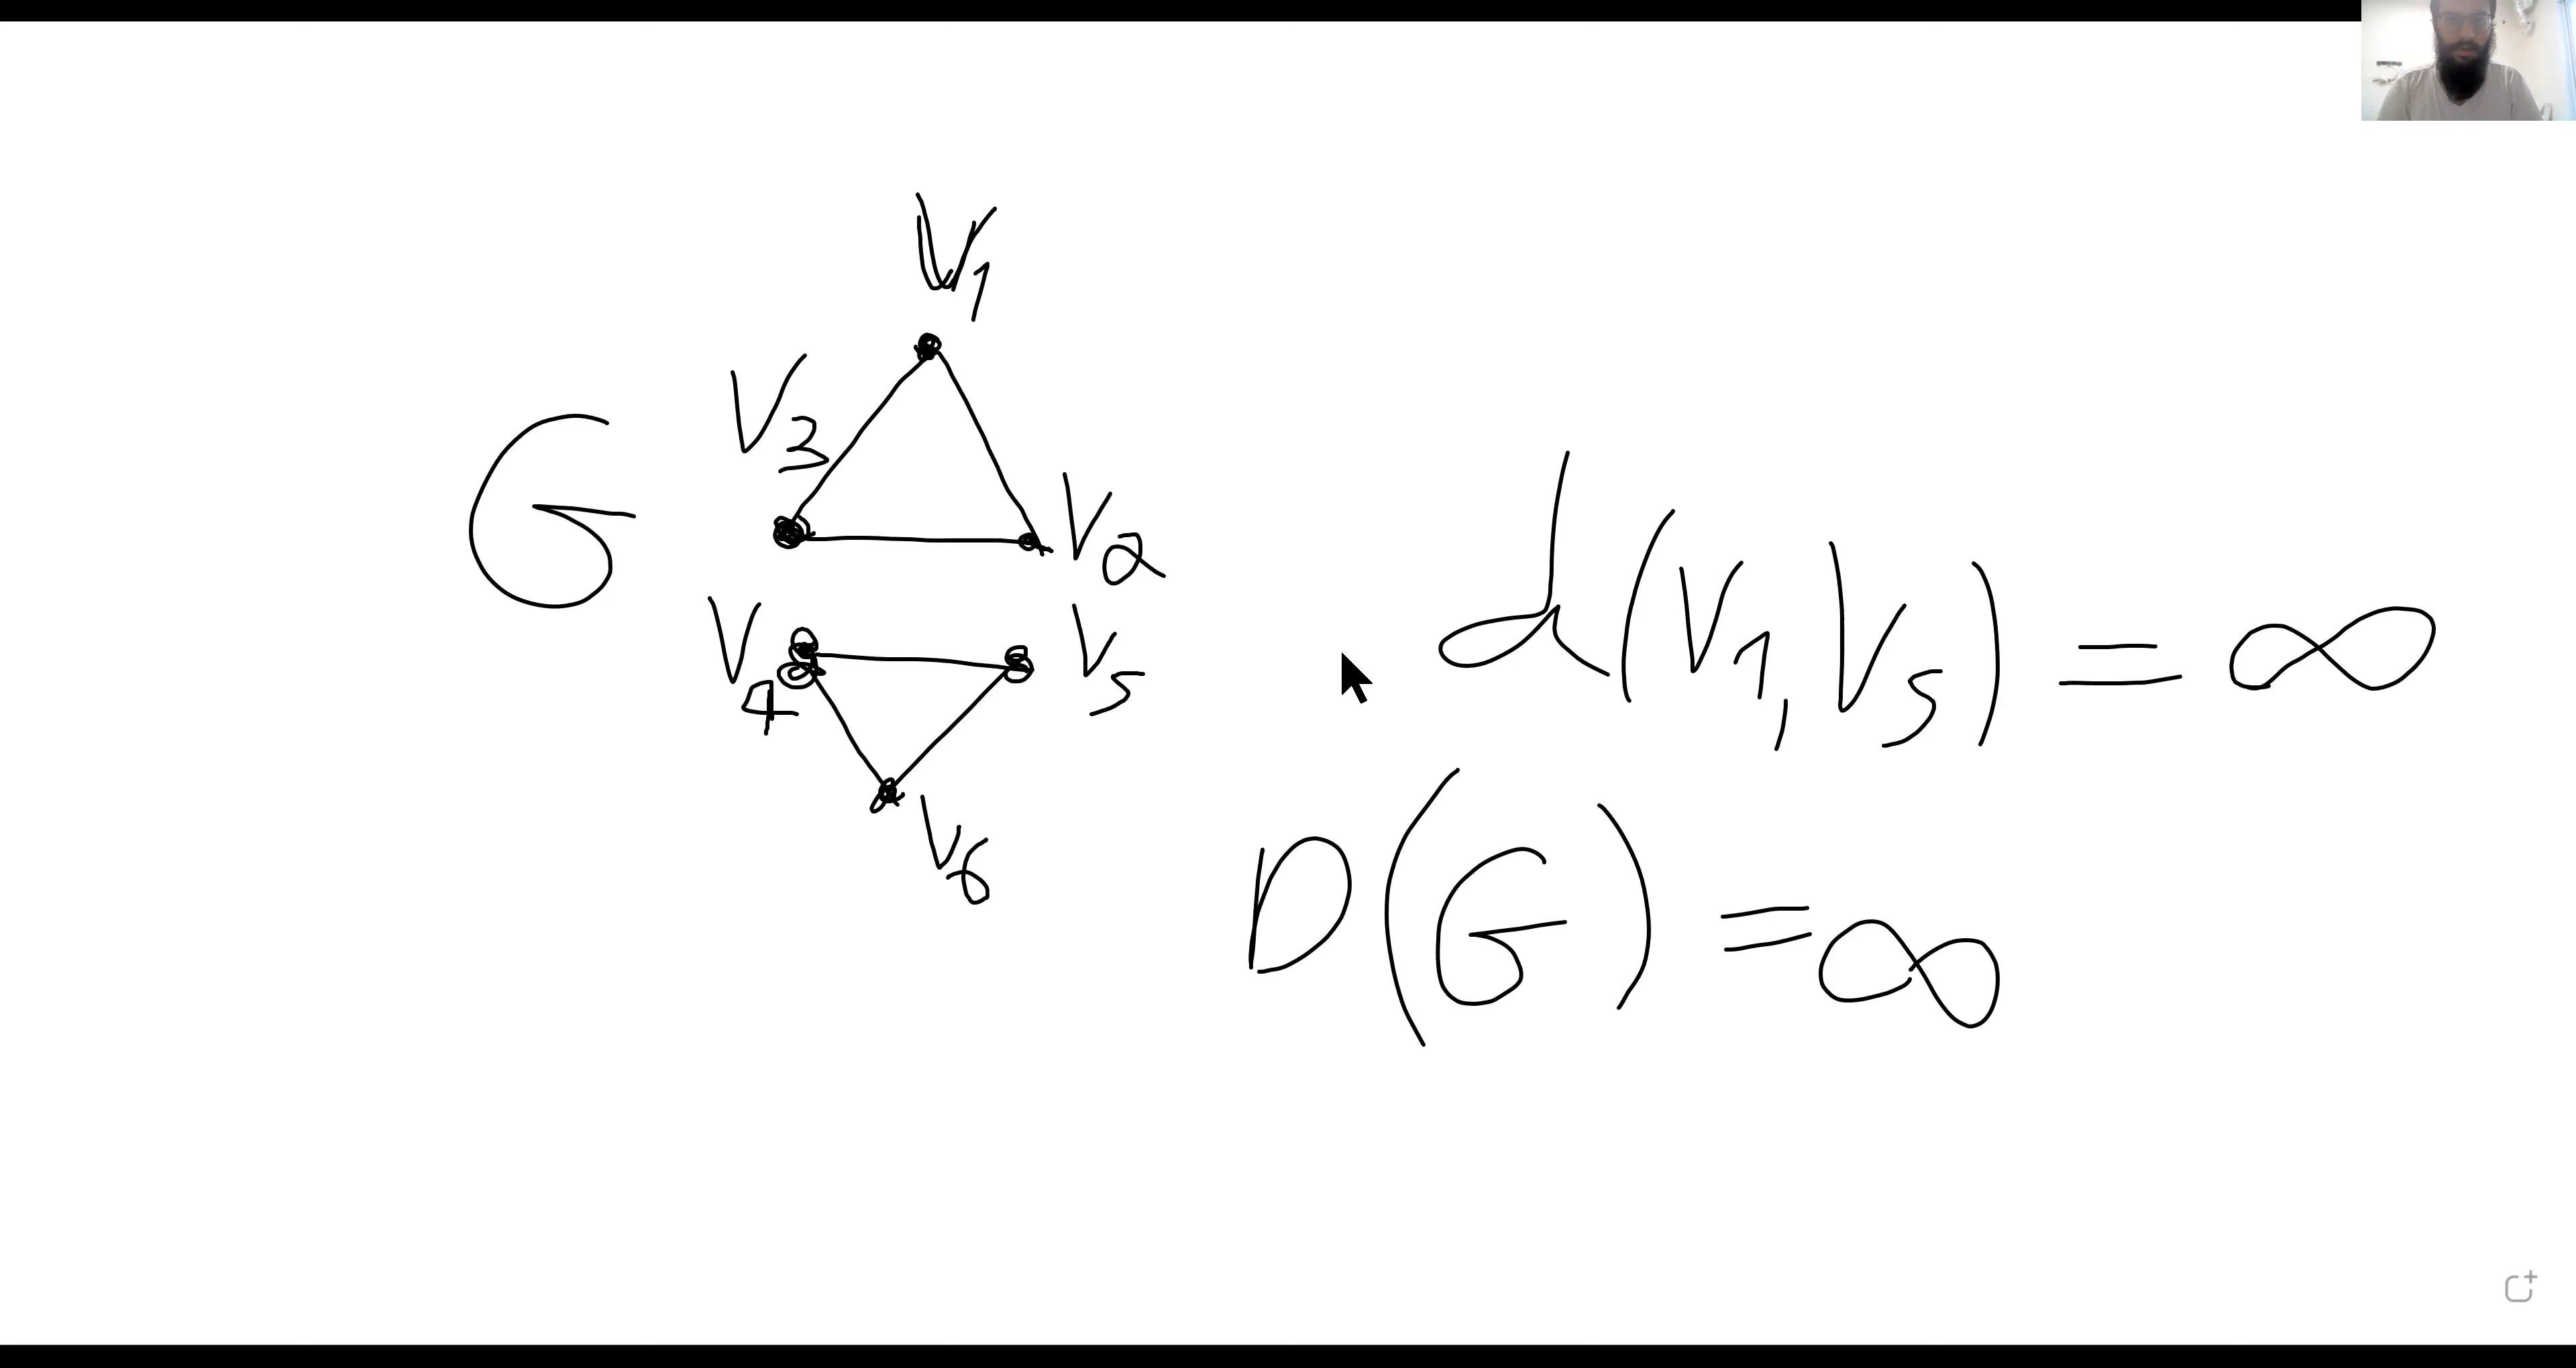 V1
V3
G
V2
V4
V5
V6
d(V1, V5) = ∞
D(G) = ∞